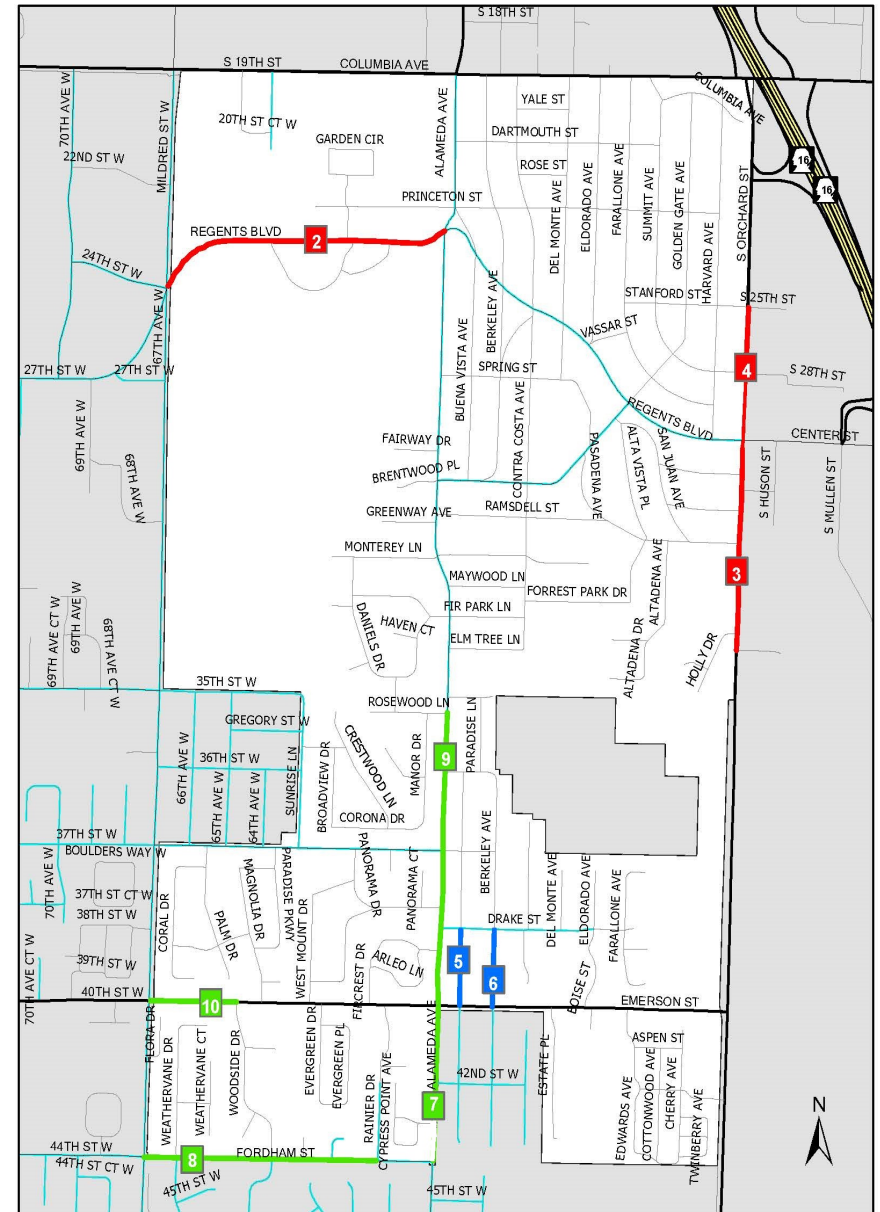 S 18TH ST
S 19TH ST
COLUMBIA AVE
70TH AVE W
MILDRED ST W
20TH ST CT W
ALAMEDA AVE
YALE ST
COLUMBIA AVE
22ND ST W
GARDEN CIR
DARTMOUTH ST
ROSE ST
16
16
PRINCETON ST
DEL MONTE AVE
ELDORADO AVE
FARALLONE AVE
SUMMIT AVE
GOLDEN GATE AVE
HARVARD AVE
S ORCHARD ST
REGENTS BLVD
2
24TH ST W
67TH AVE W
STANFORD ST
S 25TH ST
BERKELEY AVE
BUENA VISTA AVE
VASSAR ST
27TH ST W
27TH ST W
SPRING ST
4
S 28TH ST
69TH AVE W
68TH AVE W
CONTRA COSTA AVE
REGENTS BLVD
CENTER ST
FAIRWAY DR
BRENTWOOD PL
PASADENA AVE
ALTA VISTA PL
SAN JUAN AVE
S HUSON ST
S MULLEN ST
GREENWAY AVE
RAMSDELL ST
MONTEREY LN
MAYWOOD LN
FORREST PARK DR
ALTADENA AVE
3
69TH AVE CT W
69TH AVE W
68TH AVE CT W
DANIELS DR
HAVEN CT
FIR PARK LN
ELM TREE LN
ALTADENA DR
HOLLY DR
35TH ST W
ROSEWOOD LN
GREGORY ST W
66TH AVE W
36TH ST W
65TH AVE W
64TH AVE W
SUNRISE LN
BROADVIEW DR
CRESTWOOD LN
MANOR DR
9
PARADISE LN
CORONA DR
37TH ST W
BOULDERS WAY W
70TH AVE W
37TH ST CT W
38TH ST W
39TH ST W
70TH AVE CT W
CORAL DR
PALM DR
MAGNOLIA DR
PARADISE PKWY
WEST MOUNT DR
PANORAMA DR
PANORAMA CT
BERKELEY AVE
DEL MONTE AVE
ELDORADO AVE
FARALLONE AVE
DRAKE ST
FIRCREST DR
ARLEO LN
5
6
BOISE ST
40TH ST W
10
EMERSON ST
FLORA DR
WEATHERVANE DR
WEATHERVANE CT
WOODSIDE DR
EVERGREEN DR
EVERGREEN PL
RAINIER DR
CYPRESS POINT AVE
ALAMEDA AVE
7
42ND ST W
ESTATE PL
ASPEN ST
EDWARDS AVE
COTTONWOOD AVE
CHERRY AVE
TWINBERRY AVE
N
44TH ST W
44TH ST CT W
8
FORDHAM ST
45TH ST W
45TH ST W